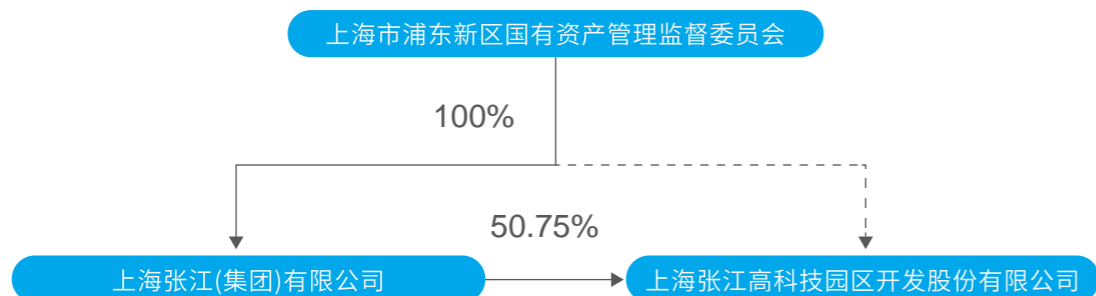 上海市浦东新区国有资产管理监督委员会
100%
50.75%
上海张江(集团)有限公司
上海张江高科技园区开发股份有限公司